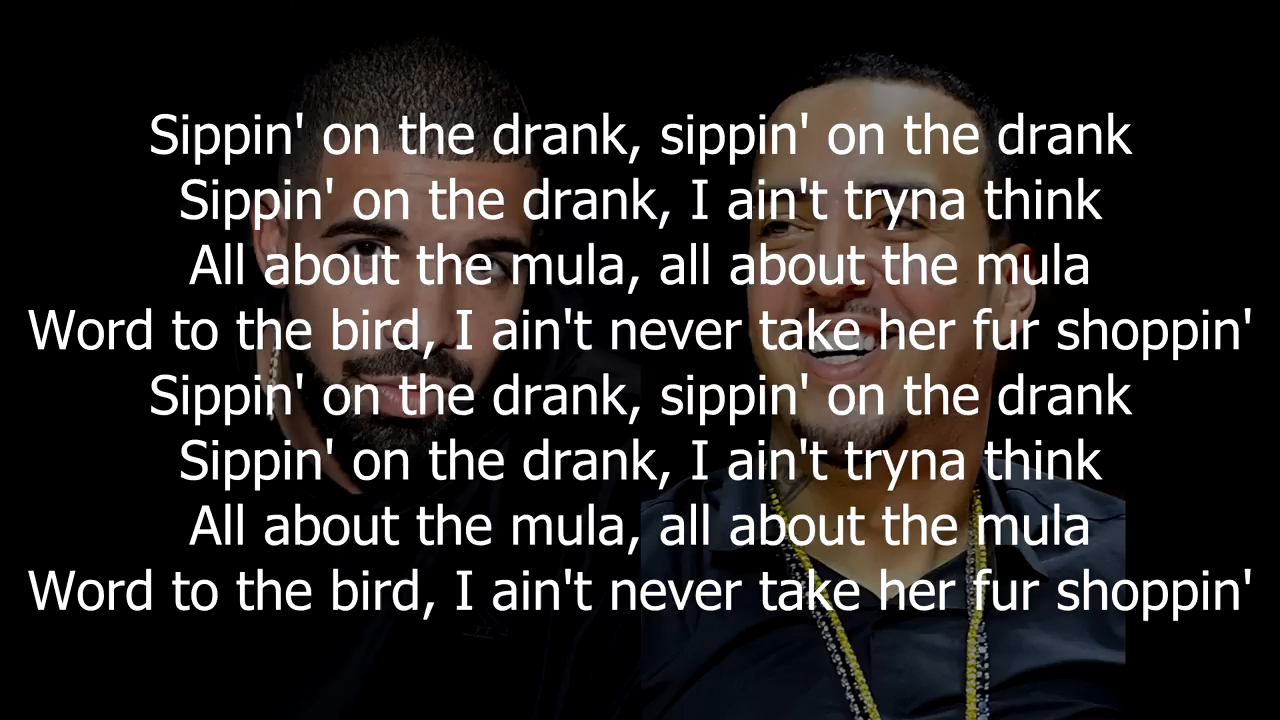 Sippin' on the drank, sippin' on the drank
Sippin' on the drank, I ain't tryna think
All about the mula, all about the mula
Word to the bird, I ain't never take her fur shoppin'
Sippin' on the drank, sippin' on the drank
Sippin' on the drank, I ain't tryna think
All about the mula, all about the mula
Word to the bird, I ain't never take her fur shoppin'